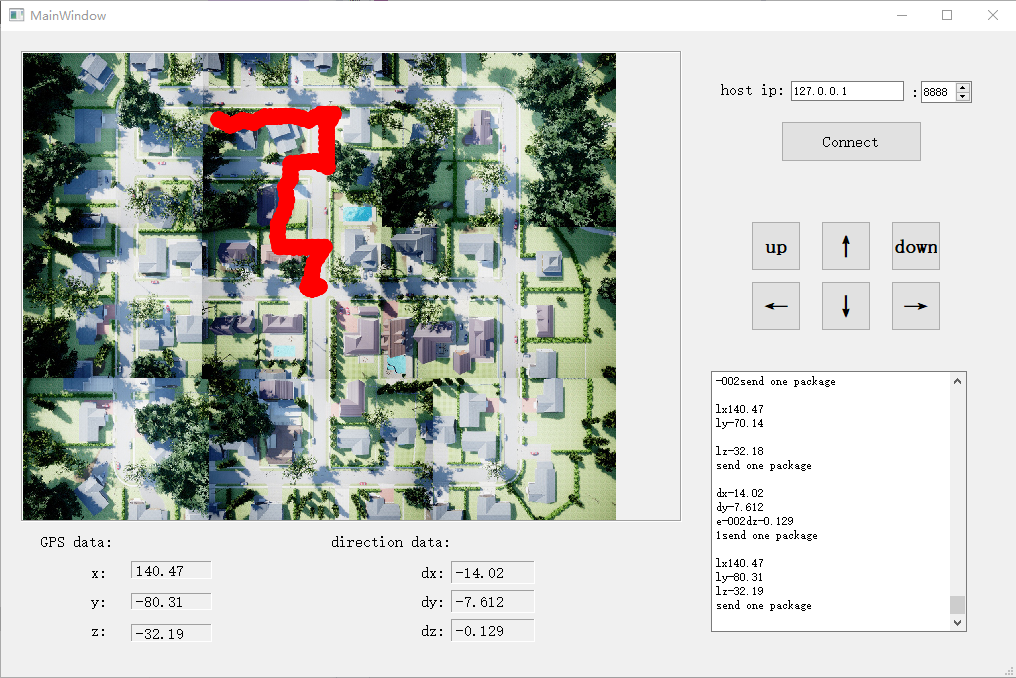 MainWindow
host ip: 127.0.0.1 : 8888
Connect
up ↑ down
← ↓ →
-002send one package
lx140.47
ly-70.14
lz-32.18
send one package
dx-14.02
dy-7.612
e-002dz-0.129
1send one package
lx140.47
ly-80.31
lz-32.19
send one package
GPS data:
x: 140.47
y: -80.31
z: -32.19
direction data:
dx: -14.02
dy: -7.612
dz: -0.129